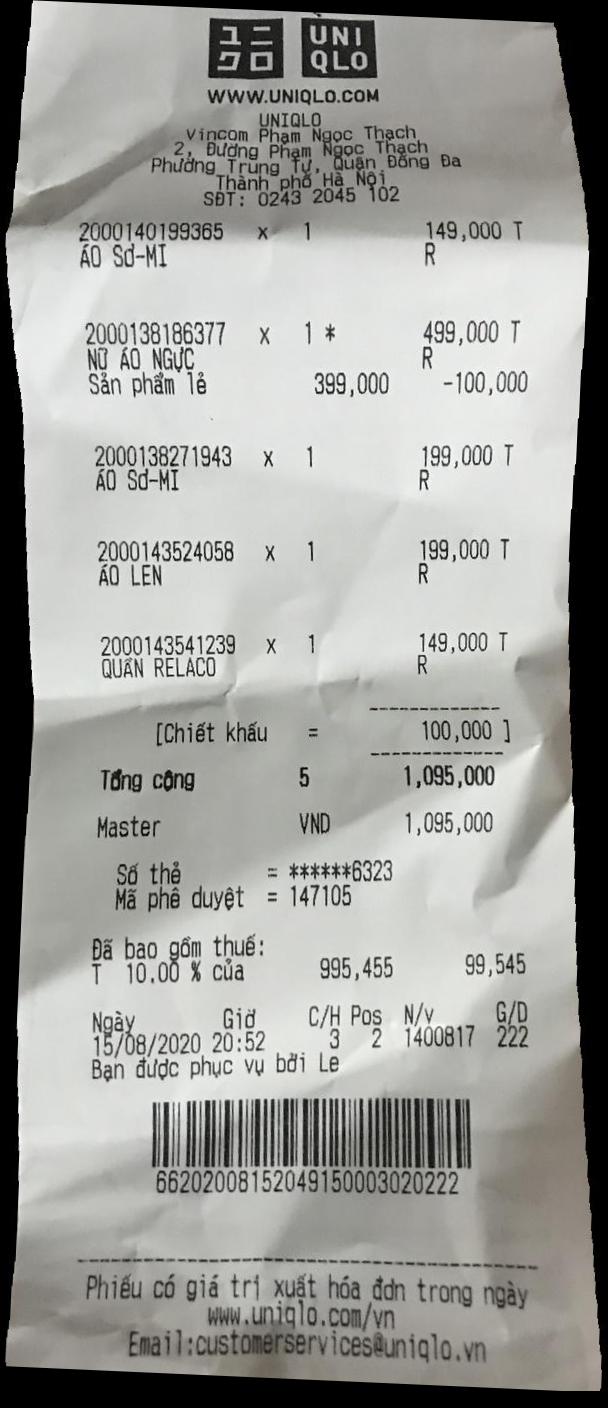 ユニ UNI
クロ QLO
WWW.UNIQLO.COM
UNIQLO
Vincom Phạm Ngọc Thạch
2, Đường Phạm Ngọc Thạch
Phường Trung Tự, Quận Đống Đa
Thành phố Hà Nội
SĐT: 0243 2045 102
2000140199365 x 1 149,000 T
ÁO SƠ-MI R
2000138186377 x 1 * 499,000 T
NỮ ÁO NGỰC R
Sản phẩm lẻ 399,000 -100,000
2000138271943 x 1 199,000 T
ÁO SƠ-MI R
2000143524058 x 1 199,000 T
ÁO LEN R
2000143541239 x 1 149,000 T
QUẦN RELACO R
[Chiết khấu = 100,000 ]
Tổng cộng 5 1,095,000
Master VND 1,095,000
Số thẻ = ******6323
Mã phê duyệt = 147105
Đã bao gồm thuế:
T 10.00 % của 995,455 99,545
Ngày Giờ C/H Pos N/v G/D
15/08/2020 20:52 3 2 1400817 222
Bạn được phục vụ bởi Le
66202008152049150003020222
Phiếu có giá trị xuất hóa đơn trong ngày
www.uniqlo.com/vn
Email:customerservices@uniqlo.vn